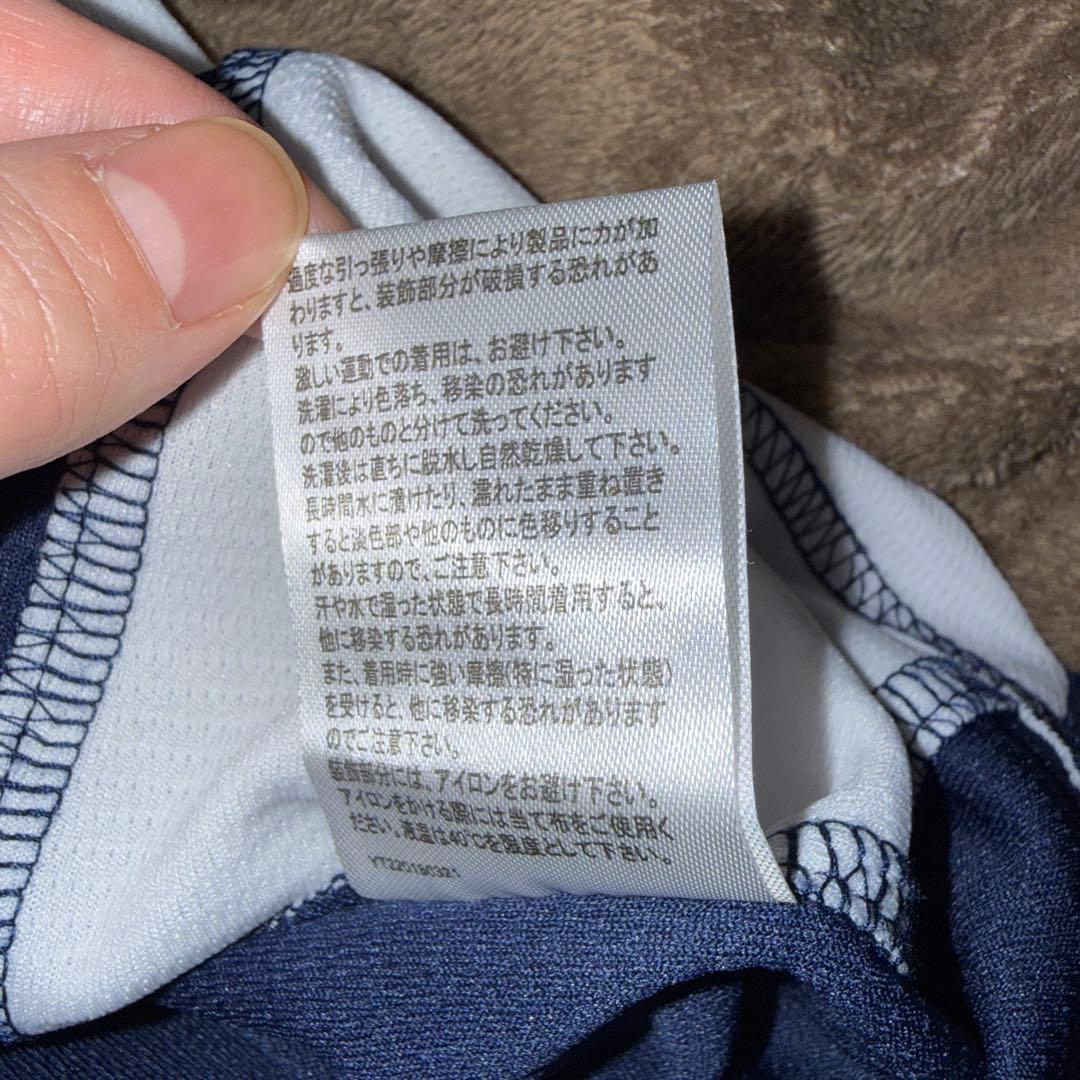 過度な引っ張りや摩擦により製品に力が加
わりますと、装飾部分が破損する恐れがあ
ります。
激しい運動での着用は、お避け下さい。
洗濯により色落ち、移染の恐れがあります
ので他のものと分けて洗ってください。
洗濯後は直ちに脱水し自然乾燥して下さい。
長時間水に漬けたり、濡れたまま重ね置き
すると淡色部や他のものに色移りすること
がありますので、ご注意下さい。
汗や水で湿った状態で長時間着用すると、
他に移染する恐れがあります。
また、着用時に強い摩擦(特に湿った状態)
を受けると、他に移染する恐れがあります
のでご注意下さい。
装飾部分には、アイロンをお避け下さい。
アイロンをかける際には当て布をご使用く
ださい。液温は40℃を限度として下さい。
YT220190321